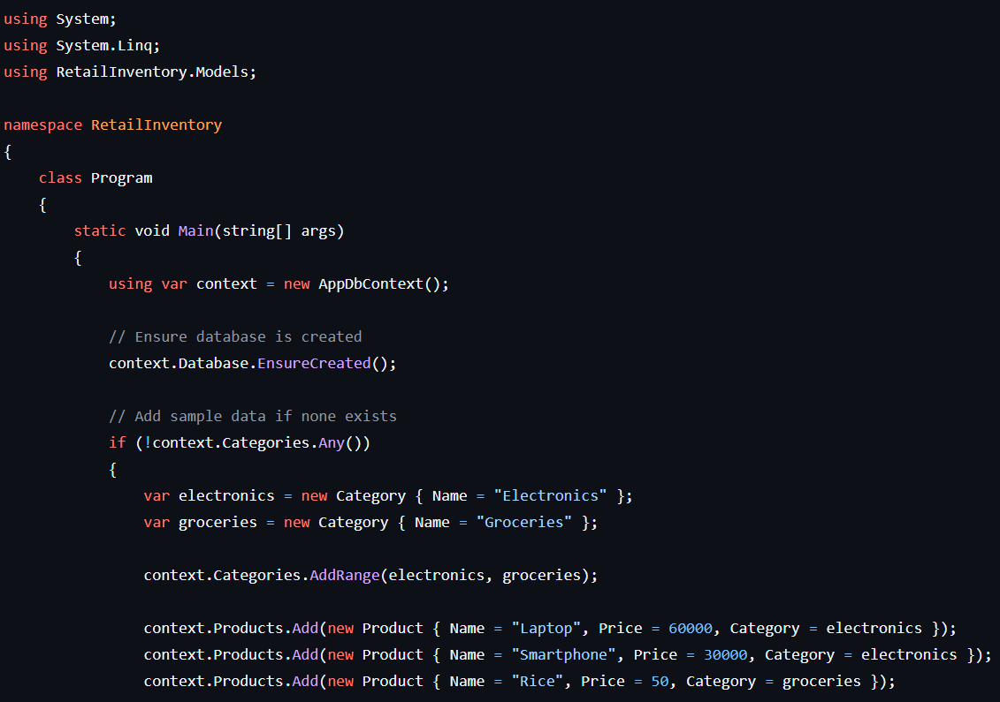 using System;
using System.Linq;
using RetailInventory.Models;

namespace RetailInventory
{
    class Program
    {
        static void Main(string[] args)
        {
            using var context = new AppDbContext();

            // Ensure database is created
            context.Database.EnsureCreated();

            // Add sample data if none exists
            if (!context.Categories.Any())
            {
                var electronics = new Category { Name = "Electronics" };
                var groceries = new Category { Name = "Groceries" };

                context.Categories.AddRange(electronics, groceries);

                context.Products.Add(new Product { Name = "Laptop", Price = 60000, Category = electronics });
                context.Products.Add(new Product { Name = "Smartphone", Price = 30000, Category = electronics });
                context.Products.Add(new Product { Name = "Rice", Price = 50, Category = groceries });